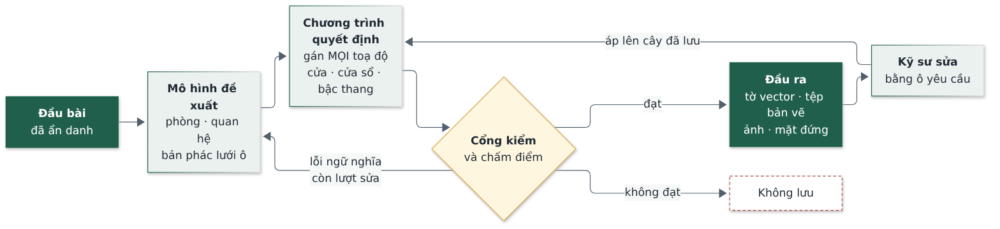 Đầu bài
đã ẩn danh
Mô hình đề
xuất
phòng · quan
hệ
bản phác lưới ô
Chương trình
quyết định
gán MỌI toạ độ
cửa · cửa sổ ·
bậc thang
lỗi ngữ nghĩa
còn lượt sửa
Cổng kiểm
và chấm điểm
áp lên cây đã lưu
đạt
không đạt
Đầu ra
tờ vector · tệp
bản vẽ
ảnh · mặt đứng
Không lưu
Kỹ sư sửa
bằng ô yêu cầu